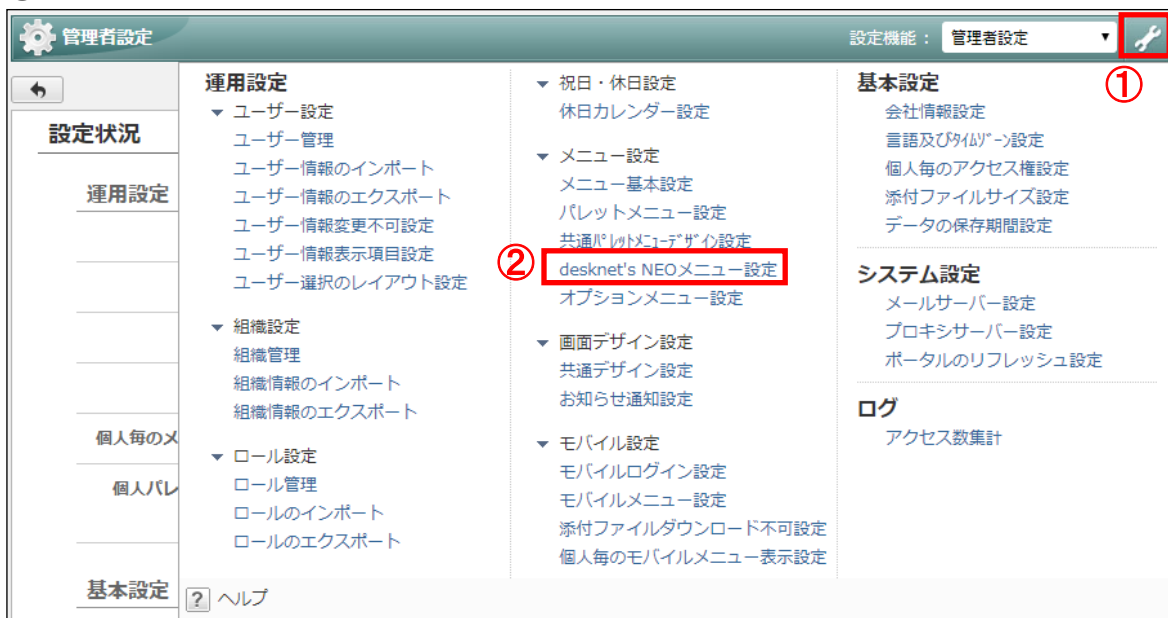 管理者設定
設定機能： 管理者設定
①
設定状況
運用設定
個人毎のメ
個人パレ
基本設定
運用設定
ユーザー設定
ユーザー管理
ユーザー情報のインポート
ユーザー情報のエクスポート
ユーザー情報変更不可設定
ユーザー情報表示項目設定
ユーザー選択のレイアウト設定
組織設定
組織管理
組織情報のインポート
組織情報のエクスポート
ロール設定
ロール管理
ロールのインポート
ロールのエクスポート
祝日・休日設定
休日カレンダー設定
メニュー設定
メニュー基本設定
パレットメニュー設定
共通ﾊﾟﾚｯﾄﾒﾆｭｰﾃﾞｻﾞｲﾝ設定
②
desknet's NEOメニュー設定
オプションメニュー設定
画面デザイン設定
共通デザイン設定
お知らせ通知設定
モバイル設定
モバイルログイン設定
モバイルメニュー設定
添付ファイルダウンロード不可設定
個人毎のモバイルメニュー表示設定
基本設定
会社情報設定
言語及びﾀｲﾑｿﾞｰﾝ設定
個人毎のアクセス権設定
添付ファイルサイズ設定
データの保存期間設定
システム設定
メールサーバー設定
プロキシサーバー設定
ポータルのリフレッシュ設定
ログ
アクセス数集計
? ヘルプ